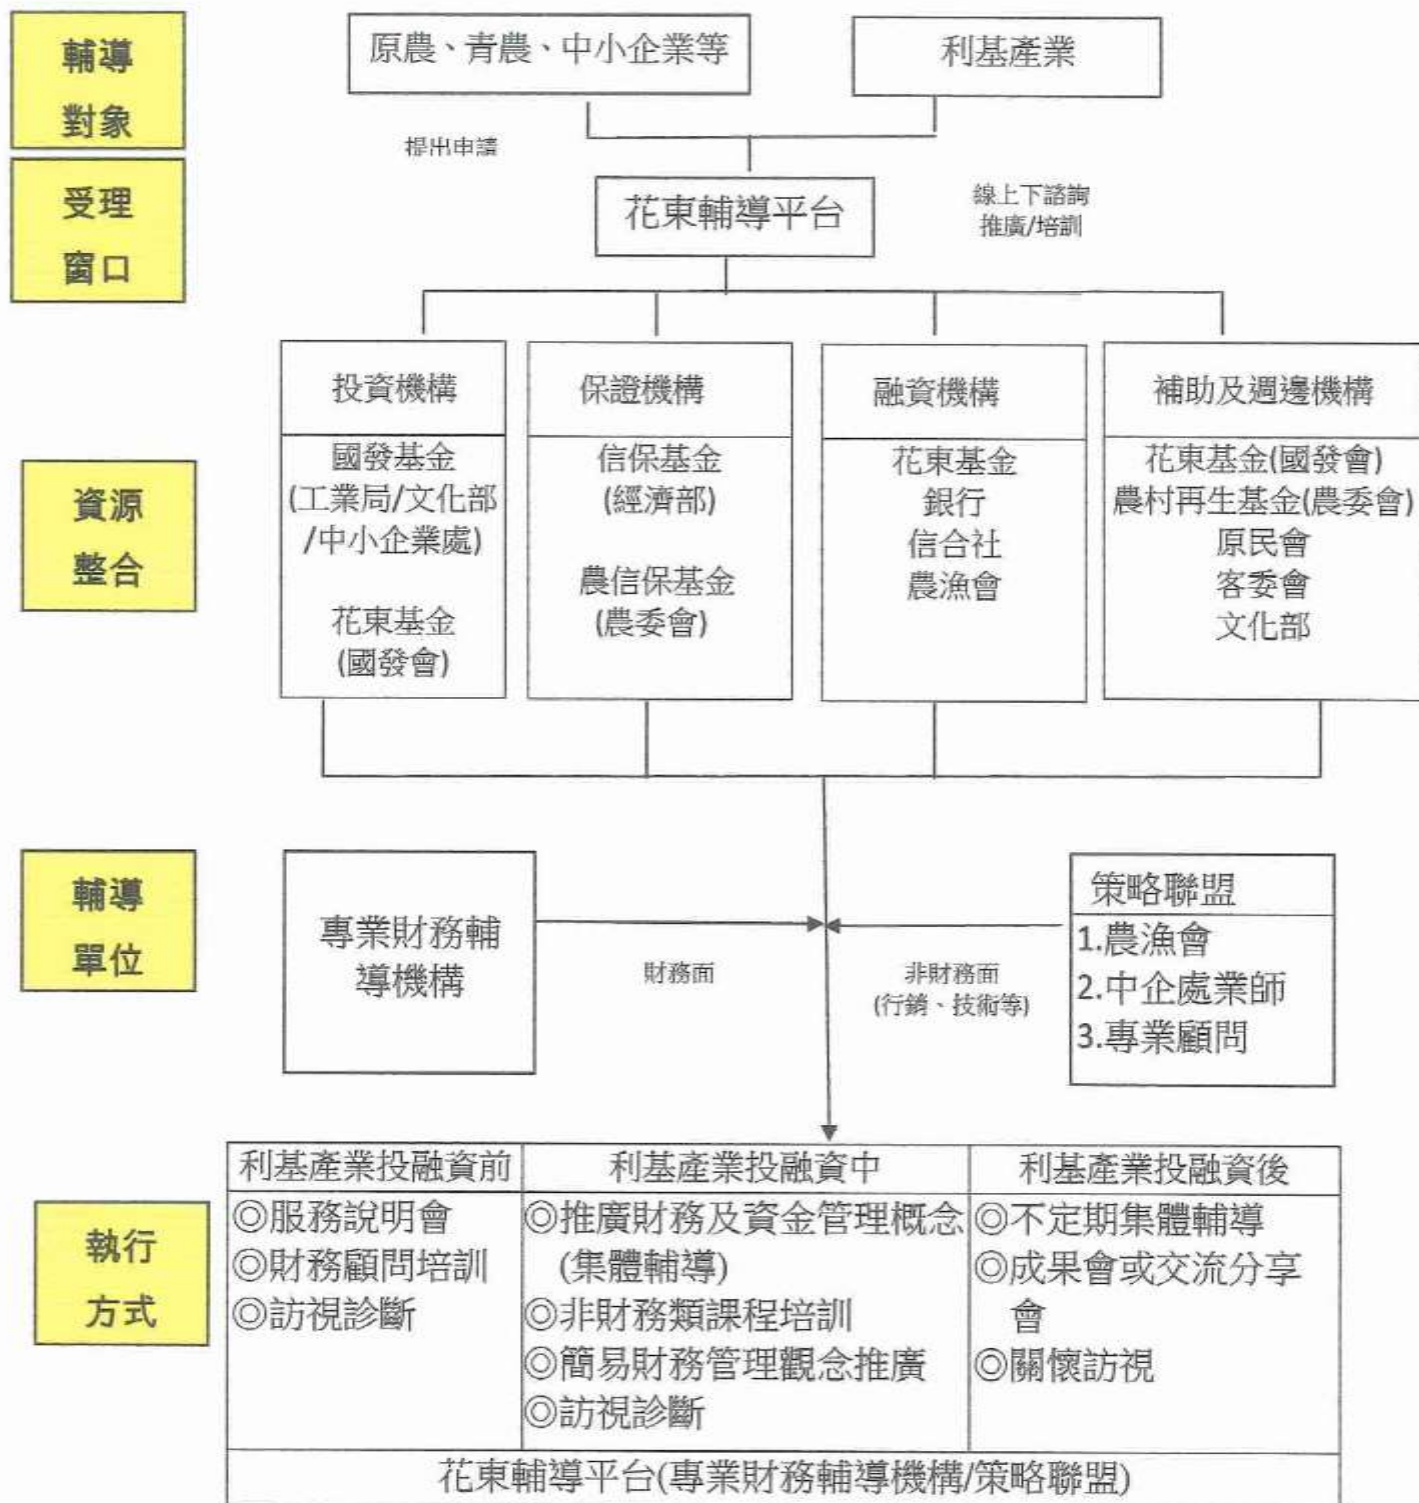 輔導
對象
原農、青農、中小企業等
利基產業
提出申請
受理
窗口
花東輔導平台
線上下諮詢
推廣/培訓
資源
整合
投資機構
國發基金
(工業局/文化部
/中小企業處)
花東基金
(國發會)
保證機構
信保基金
(經濟部)
農信保基金
(農委會)
融資機構
花東基金
銀行
信合社
農漁會
補助及週邊機構
花東基金(國發會)
農村再生基金(農委會)
原民會
客委會
文化部
輔導
單位
專業財務輔
導機構
財務面
非財務面
(行銷、技術等)
策略聯盟
1.農漁會
2.中企處業師
3.專業顧問
執行
方式
利基產業投融資前
◎服務說明會
◎財務顧問培訓
◎訪視診斷
利基產業投融資中
◎推廣財務及資金管理概念
(集體輔導)
◎非財務類課程培訓
◎簡易財務管理觀念推廣
◎訪視診斷
利基產業投融資後
◎不定期集體輔導
◎成果會或交流分享
會
◎關懷訪視
花東輔導平台(專業財務輔導機構/策略聯盟)